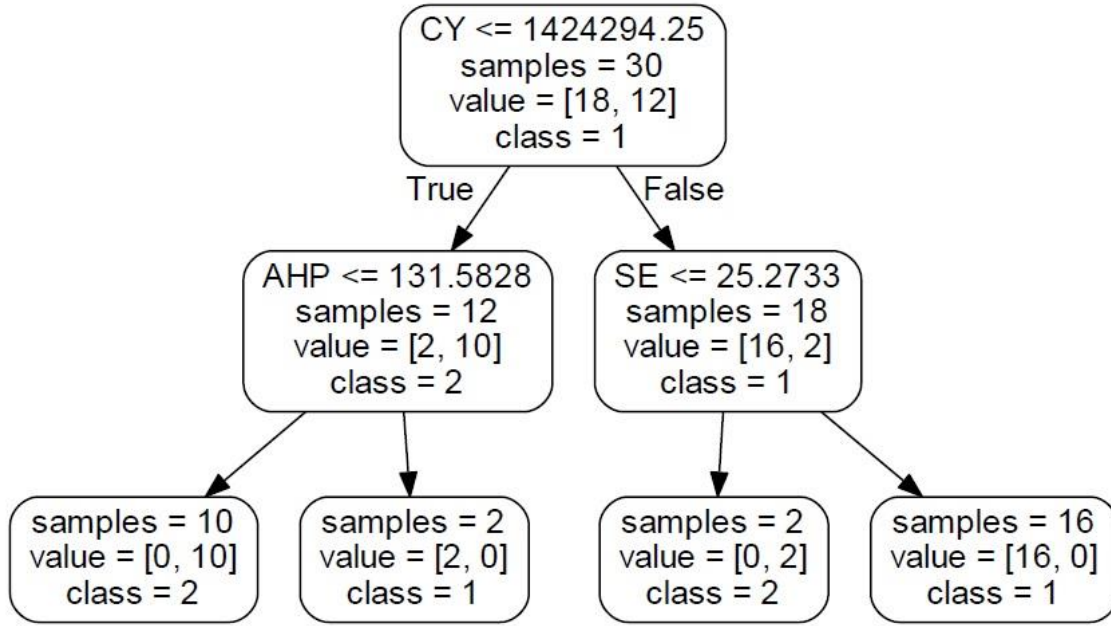 CY <= 1424294.25
samples = 30
value = [18, 12]
class = 1
True
False
AHP <= 131.5828
samples = 12
value = [2, 10]
class = 2
SE <= 25.2733
samples = 18
value = [16, 2]
class = 1
samples = 10
value = [0, 10]
class = 2
samples = 2
value = [2, 0]
class = 1
samples = 2
value = [0, 2]
class = 2
samples = 16
value = [16, 0]
class = 1